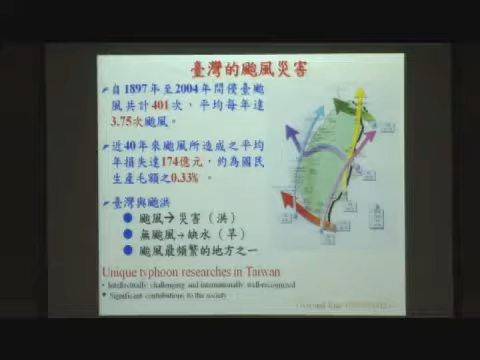 臺灣的颱風災害
自1897年至2004年間侵臺颱
風共計401次，平均每年達
3.75次颱風。
近40年來颱風所造成之平均
年損失達174億元，約為國民
生產毛額之0.33%。
臺灣與颱洪
颱風→災害（洪）
無颱風→缺水（旱）
颱風最頻繁的地方之一
Unique typhoon researches in Taiwan
Intellectually challenging and internationally well-recognized
Significant contributions to the society